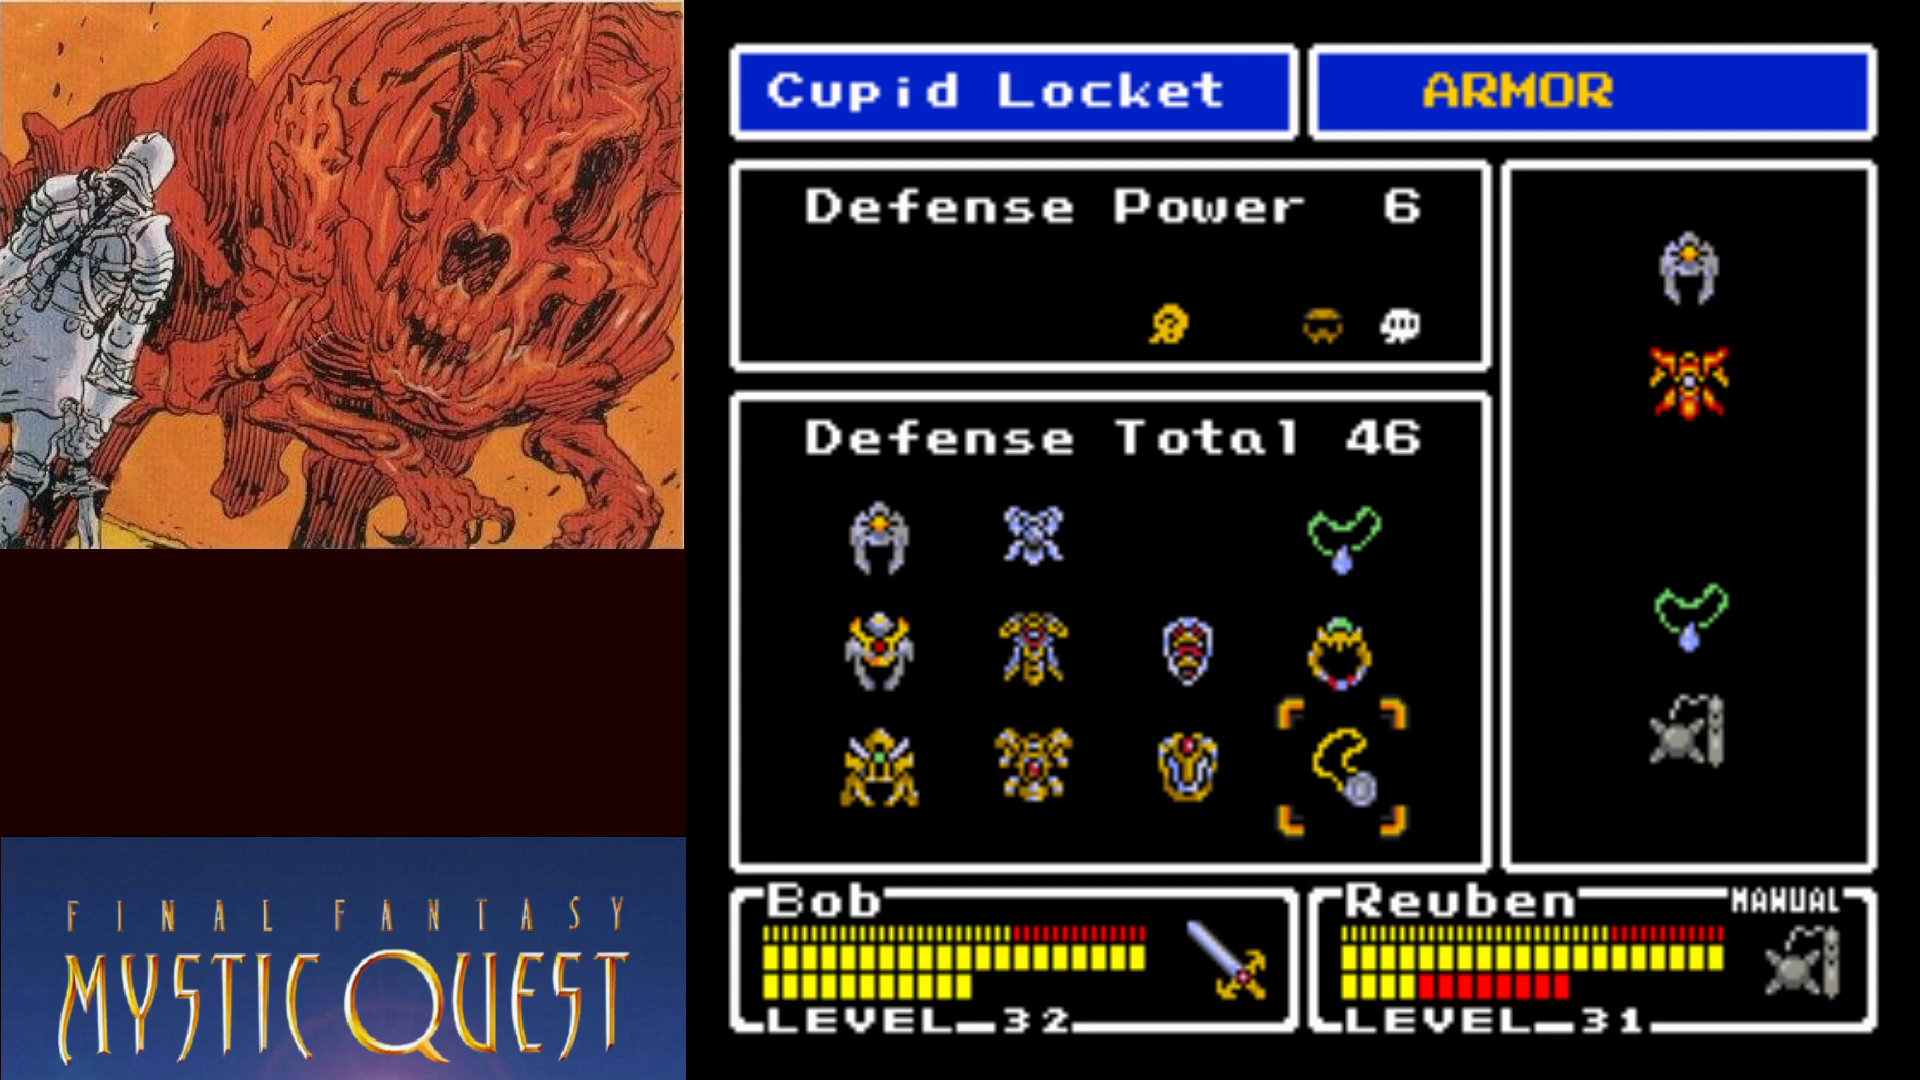 Cupid Locket
ARMOR
Defense Power 6
Defense Total 46
Bob
LEVEL 32
Reuben MANUAL
LEVEL 31
FINAL FANTASY
MYSTIC QUEST